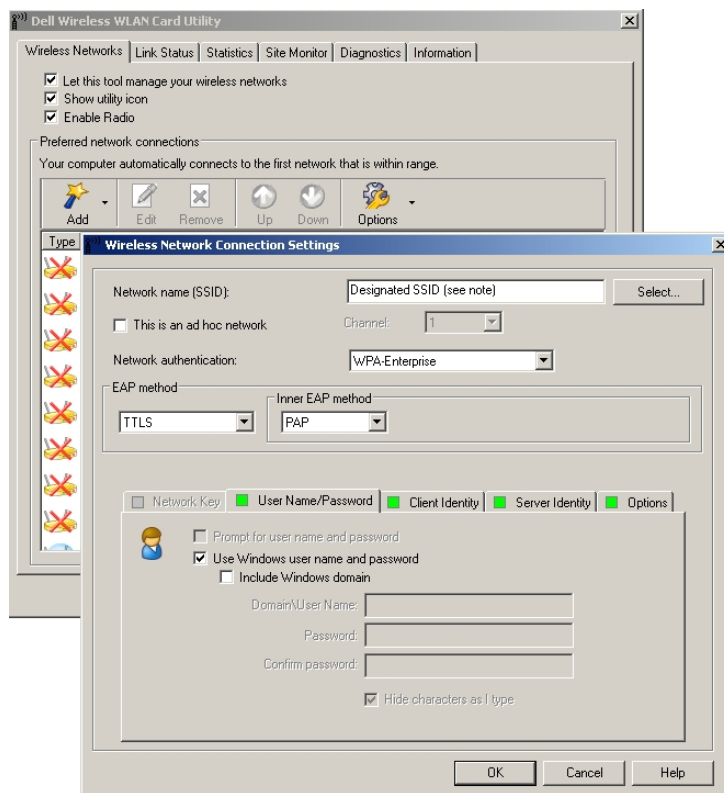 Dell Wireless WLAN Card Utility
Wireless Networks Link Status Statistics Site Monitor Diagnostics Information
Let this tool manage your wireless networks
Show utility icon
Enable Radio
Preferred network connections
Your computer automatically connects to the first network that is within range.
Add Edit Remove Up Down Options
Type
Wireless Network Connection Settings
Network name (SSID): Designated SSID (see note) Select...
This is an ad hoc network Channel: 1
Network authentication: WPA-Enterprise
EAP method Inner EAP method
TTLS PAP
Network Key User Name/Password Client Identity Server Identity Options
Prompt for user name and password
Use Windows user name and password
Include Windows domain
Domain\User Name:
Password:
Confirm password:
Hide characters as I type
OK Cancel Help